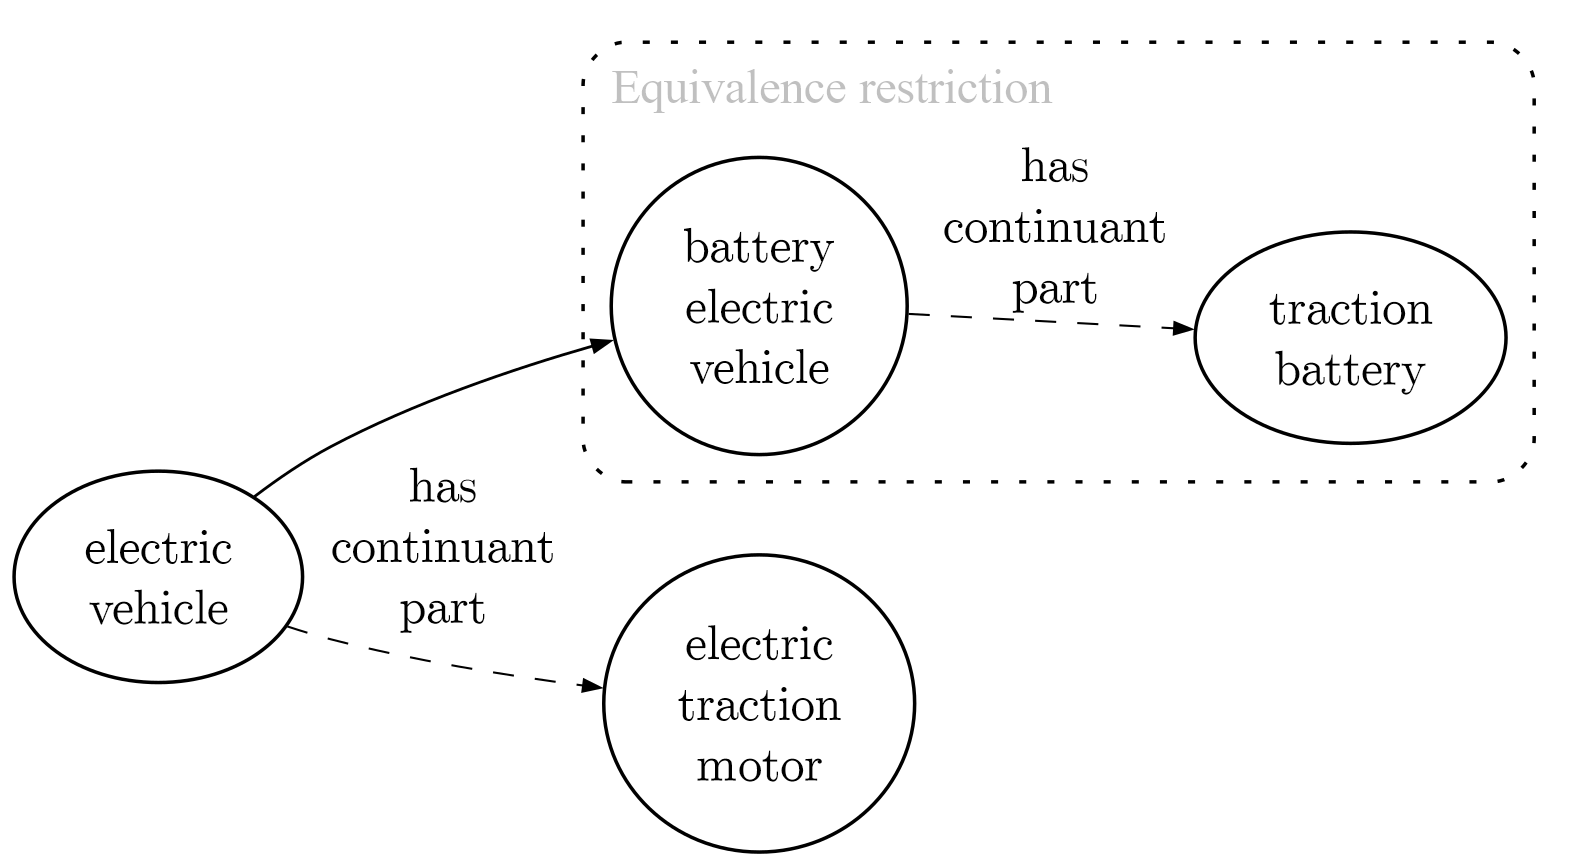 Equivalence restriction
has
continuant
part
battery
electric
vehicle
traction
battery
has
continuant
part
electric
vehicle
electric
traction
motor